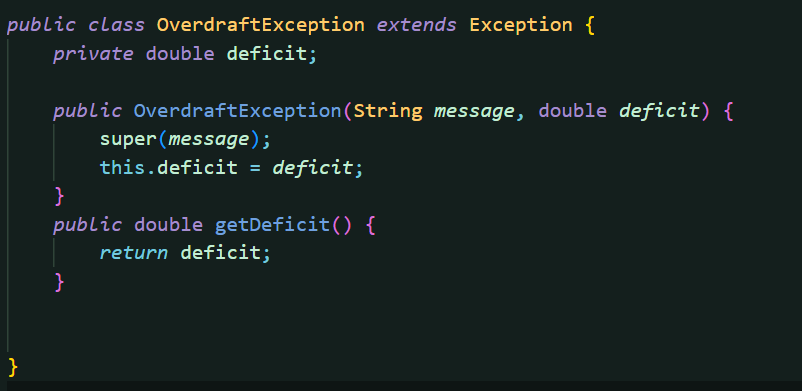 public class OverdraftException extends Exception {
    private double deficit;

    public OverdraftException(String message, double deficit) {
        super(message);
        this.deficit = deficit;
    }
    public double getDeficit() {
        return deficit;
    }


}